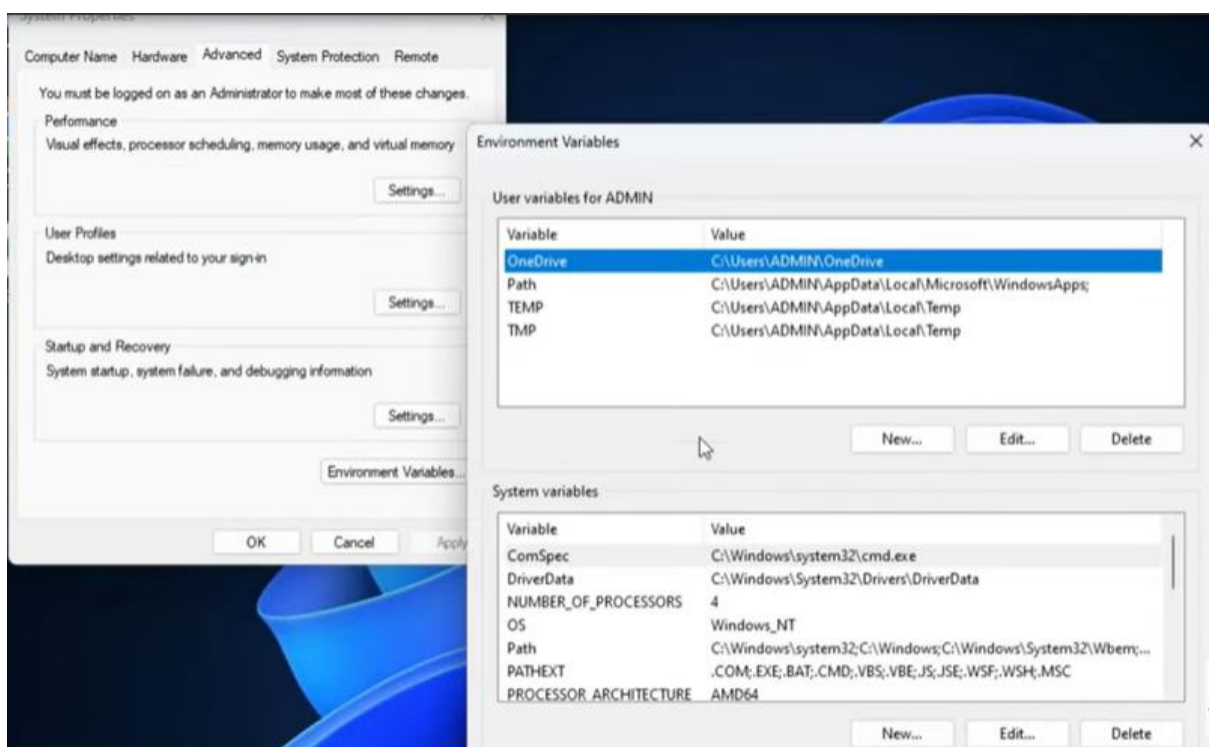 System Properties
Computer Name Hardware Advanced System Protection Remote
You must be logged on as an Administrator to make most of these changes.
Performance
Visual effects, processor scheduling, memory usage, and virtual memory
Settings...
User Profiles
Desktop settings related to your sign-in
Settings...
Startup and Recovery
System startup, system failure, and debugging information
Settings...
Environment Variables...
OK Cancel Apply
Environment Variables
User variables for ADMIN
Variable Value
OneDrive C:\Users\ADMIN\OneDrive
Path C:\Users\ADMIN\AppData\Local\Microsoft\WindowsApps;
TEMP C:\Users\ADMIN\AppData\Local\Temp
TMP C:\Users\ADMIN\AppData\Local\Temp
New... Edit... Delete
System variables
Variable Value
ComSpec C:\Windows\system32\cmd.exe
DriverData C:\Windows\System32\Drivers\DriverData
NUMBER_OF_PROCESSORS 4
OS Windows_NT
Path C:\Windows\system32;C:\Windows;C:\Windows\System32\Wbem;...
PATHEXT .COM;.EXE;.BAT;.CMD;.VBS;.VBE;.JS;.JSE;.WSF;.WSH;.MSC
PROCESSOR_ARCHITECTURE AMD64
New... Edit... Delete